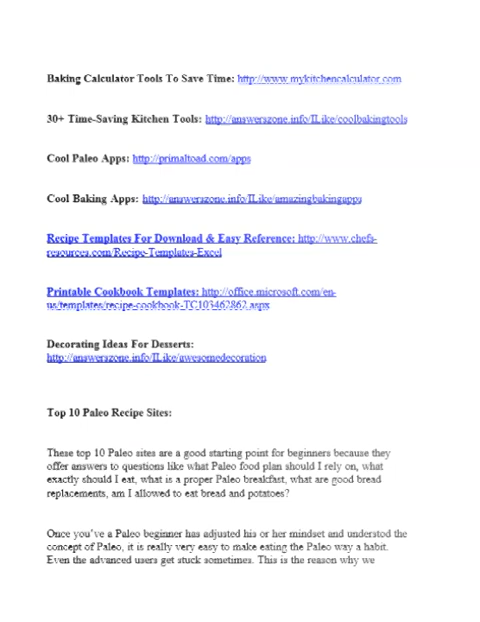 Baking Calculator Tools To Save Time: http://www.mykitchencalculator.com
30+ Time-Saving Kitchen Tools: http://answerszone.info/ILike/coolbakingtools
Cool Paleo Apps: http://primaltoad.com/apps
Cool Baking Apps: http://answerszone.info/ILike/amazingbakingapps
Recipe Templates For Download & Easy Reference: http://www.chefs-
resources.com/Recipe-Templates-Excel
Printable Cookbook Templates: http://office.microsoft.com/en-
us/templates/recipe-cookbook-TC103462862.aspx
Decorating Ideas For Desserts:
http://answerszone.info/ILike/awesomedecoration
Top 10 Paleo Recipe Sites:
These top 10 Paleo sites are a good starting point for beginners because they
offer answers to questions like what Paleo food plan should I rely on, what
exactly should I eat, what is a proper Paleo breakfast, what are good bread
replacements, am I allowed to eat bread and potatoes?
Once you've a Paleo beginner has adjusted his or her mindset and understod the
concept of Paleo, it is really very easy to make eating the Paleo way a habit.
Even the advanced users get stuck sometimes. This is the reason why we